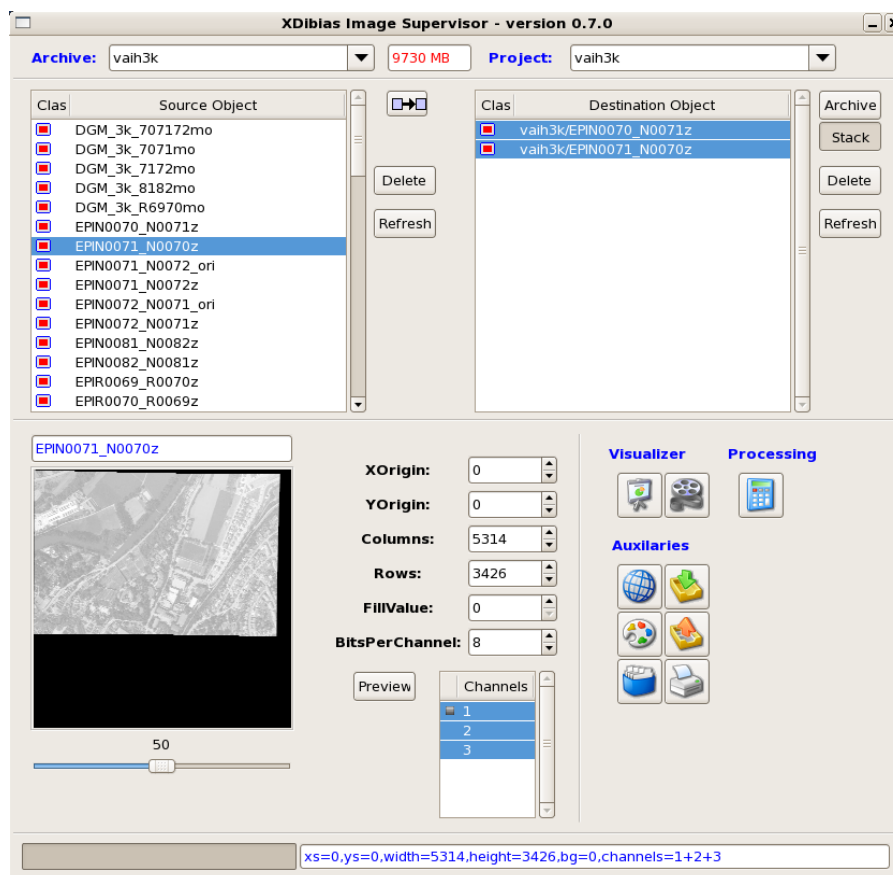 XDibias Image Supervisor - version 0.7.0
Archive: vaih3k 9730 MB Project: vaih3k
Clas Source Object
DGM_3k_707172mo
DGM_3k_7071mo
DGM_3k_7172mo
DGM_3k_8182mo
DGM_3k_R6970mo
EPIN0070_N0071z
EPIN0071_N0070z
EPIN0071_N0072_ori
EPIN0071_N0072z
EPIN0072_N0071_ori
EPIN0072_N0071z
EPIN0081_N0082z
EPIN0082_N0081z
EPIR0069_R0070z
EPIR0070_R0069z
Delete
Refresh
Clas Destination Object
vaih3k/EPIN0070_N0071z
vaih3k/EPIN0071_N0070z
Archive
Stack
Delete
Refresh
EPIN0071_N0070z
50
XOrigin: 0
YOrigin: 0
Columns: 5314
Rows: 3426
FillValue: 0
BitsPerChannel: 8
Preview
Channels
1
2
3
Visualizer Processing
Auxilaries
xs=0,ys=0,width=5314,height=3426,bg=0,channels=1+2+3